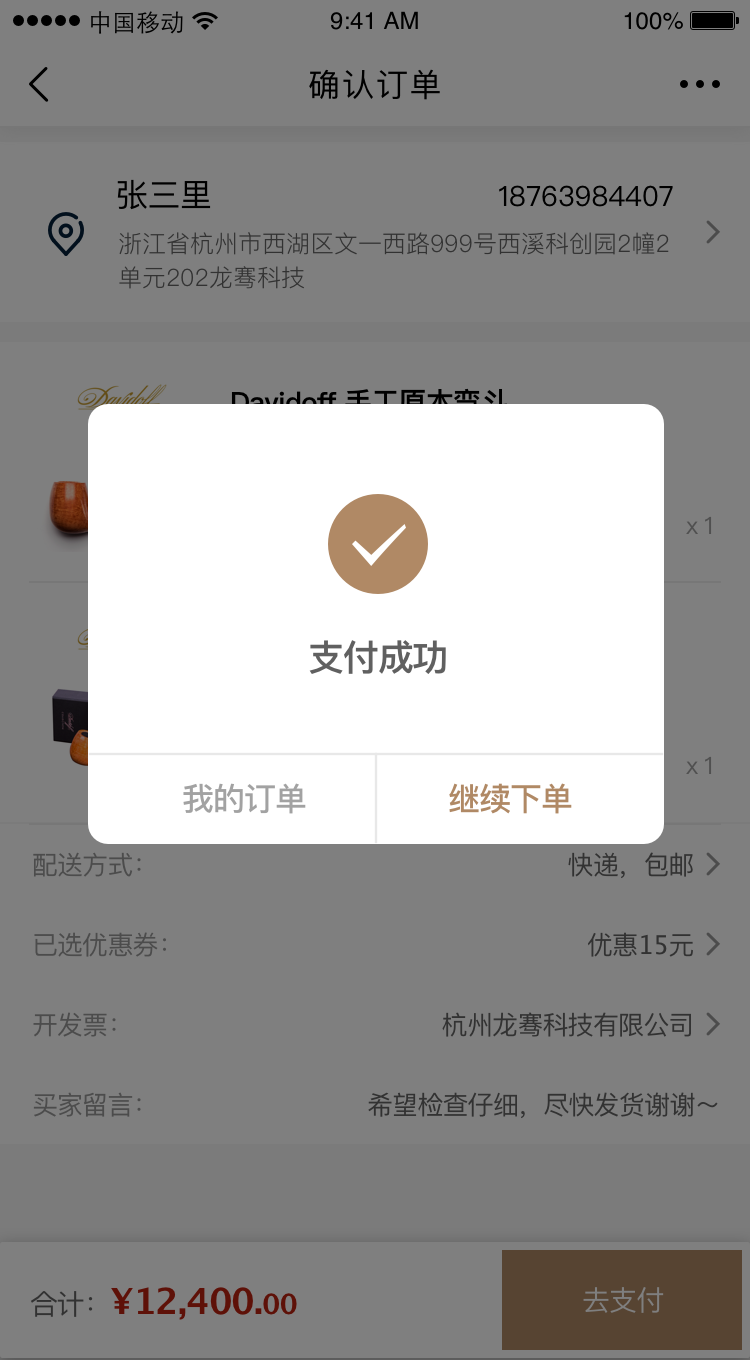 中国移动 9:41 AM 100%
确认订单
张三里 18763984407
浙江省杭州市西湖区文一西路999号西溪科创园2幢2
单元202龙骞科技
Davidoff
Davidoff 手工原木弯斗
x 1
支付成功
x 1
我的订单 继续下单
配送方式: 快递，包邮
已选优惠券: 优惠15元
开发票: 杭州龙骞科技有限公司
买家留言: 希望检查仔细，尽快发货谢谢～
合计: ¥12,400.00 去支付